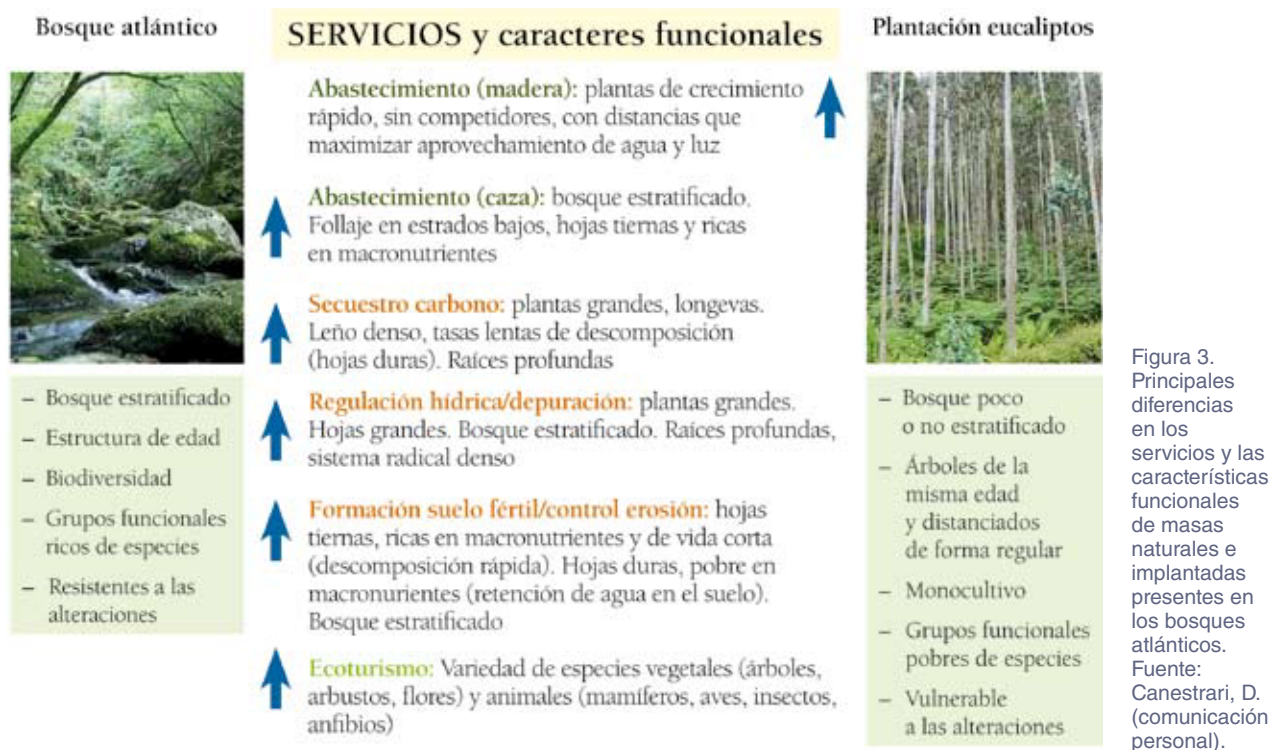 Bosque atlántico
SERVICIOS y caracteres funcionales
Plantación eucaliptos
Abastecimiento (madera): plantas de crecimiento
rápido, sin competidores, con distancias que
maximizar aprovechamiento de agua y luz
Abastecimiento (caza): bosque estratificado.
Follaje en estrados bajos, hojas tiernas y ricas
en macronutrientes
Secuestro carbono: plantas grandes, longevas.
Leño denso, tasas lentas de descomposición
(hojas duras). Raíces profundas
Regulación hídrica/depuración: plantas grandes.
Hojas grandes. Bosque estratificado. Raíces profundas,
sistema radical denso
Formación suelo fértil/control erosión: hojas
tiernas, ricas en macronutrientes y de vida corta
(descomposición rápida). Hojas duras, pobre en
macronurientes (retención de agua en el suelo).
Bosque estratificado
Ecoturismo: Variedad de especies vegetales (árboles,
arbustos, flores) y animales (mamíferos, aves, insectos,
anfibios)
– Bosque estratificado
– Estructura de edad
– Biodiversidad
– Grupos funcionales
ricos de especies
– Resistentes a las
alteraciones
– Bosque poco
o no estratificado
– Árboles de la
misma edad
y distanciados
de forma regular
– Monocultivo
– Grupos funcionales
pobres de especies
– Vulnerable
a las alteraciones
Figura 3.
Principales
diferencias
en los
servicios y las
características
funcionales
de masas
naturales e
implantadas
presentes en
los bosques
atlánticos.
Fuente:
Canestrari, D.
(comunicación
personal).